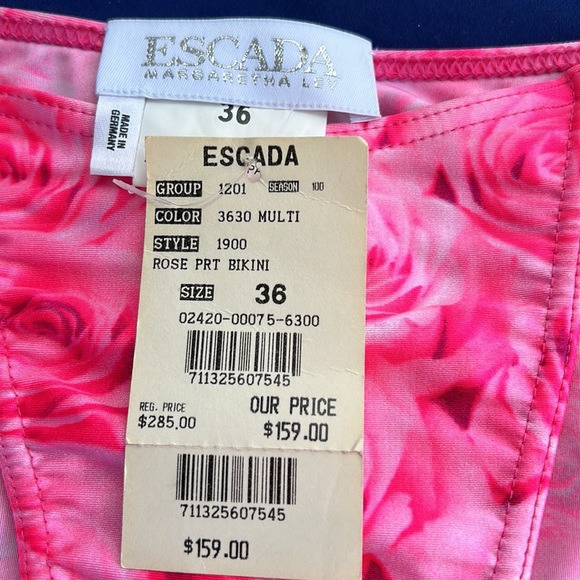 ESCADA
MARGARETHA LEY
36
MADE IN
GERMANY
ESCADA
GROUP 1201 SEASON 100
COLOR 3630 MULTI
STYLE 1900
ROSE PRT BIKINI
SIZE 36
02420-00075-6300
711325607545
REG. PRICE OUR PRICE
$285.00 $159.00
711325607545
$159.00